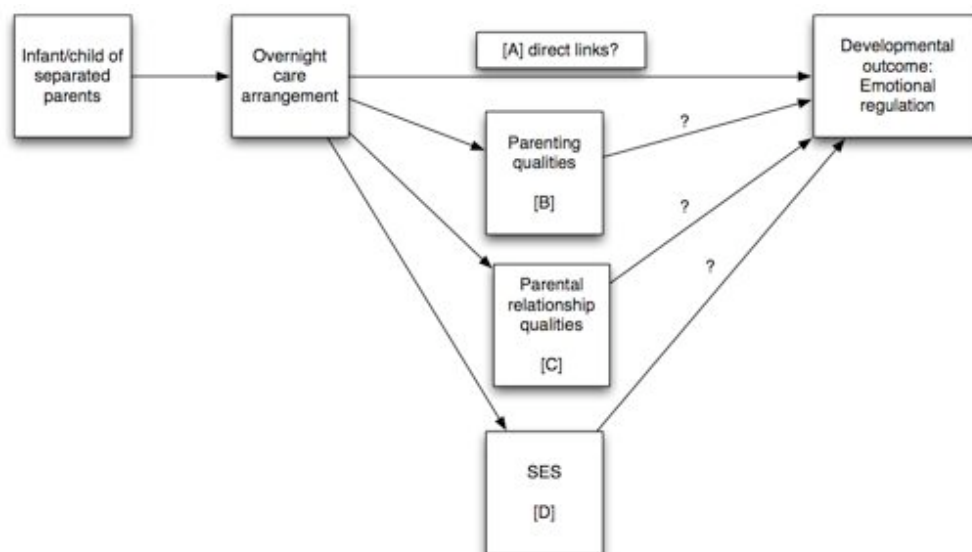 Infant/child of
separated
parents
Overnight
care
arrangement
[A] direct links?
Developmental
outcome:
Emotional
regulation
Parenting
qualities
[B]
?
Parental
relationship
qualities
[C]
?
SES
[D]
?